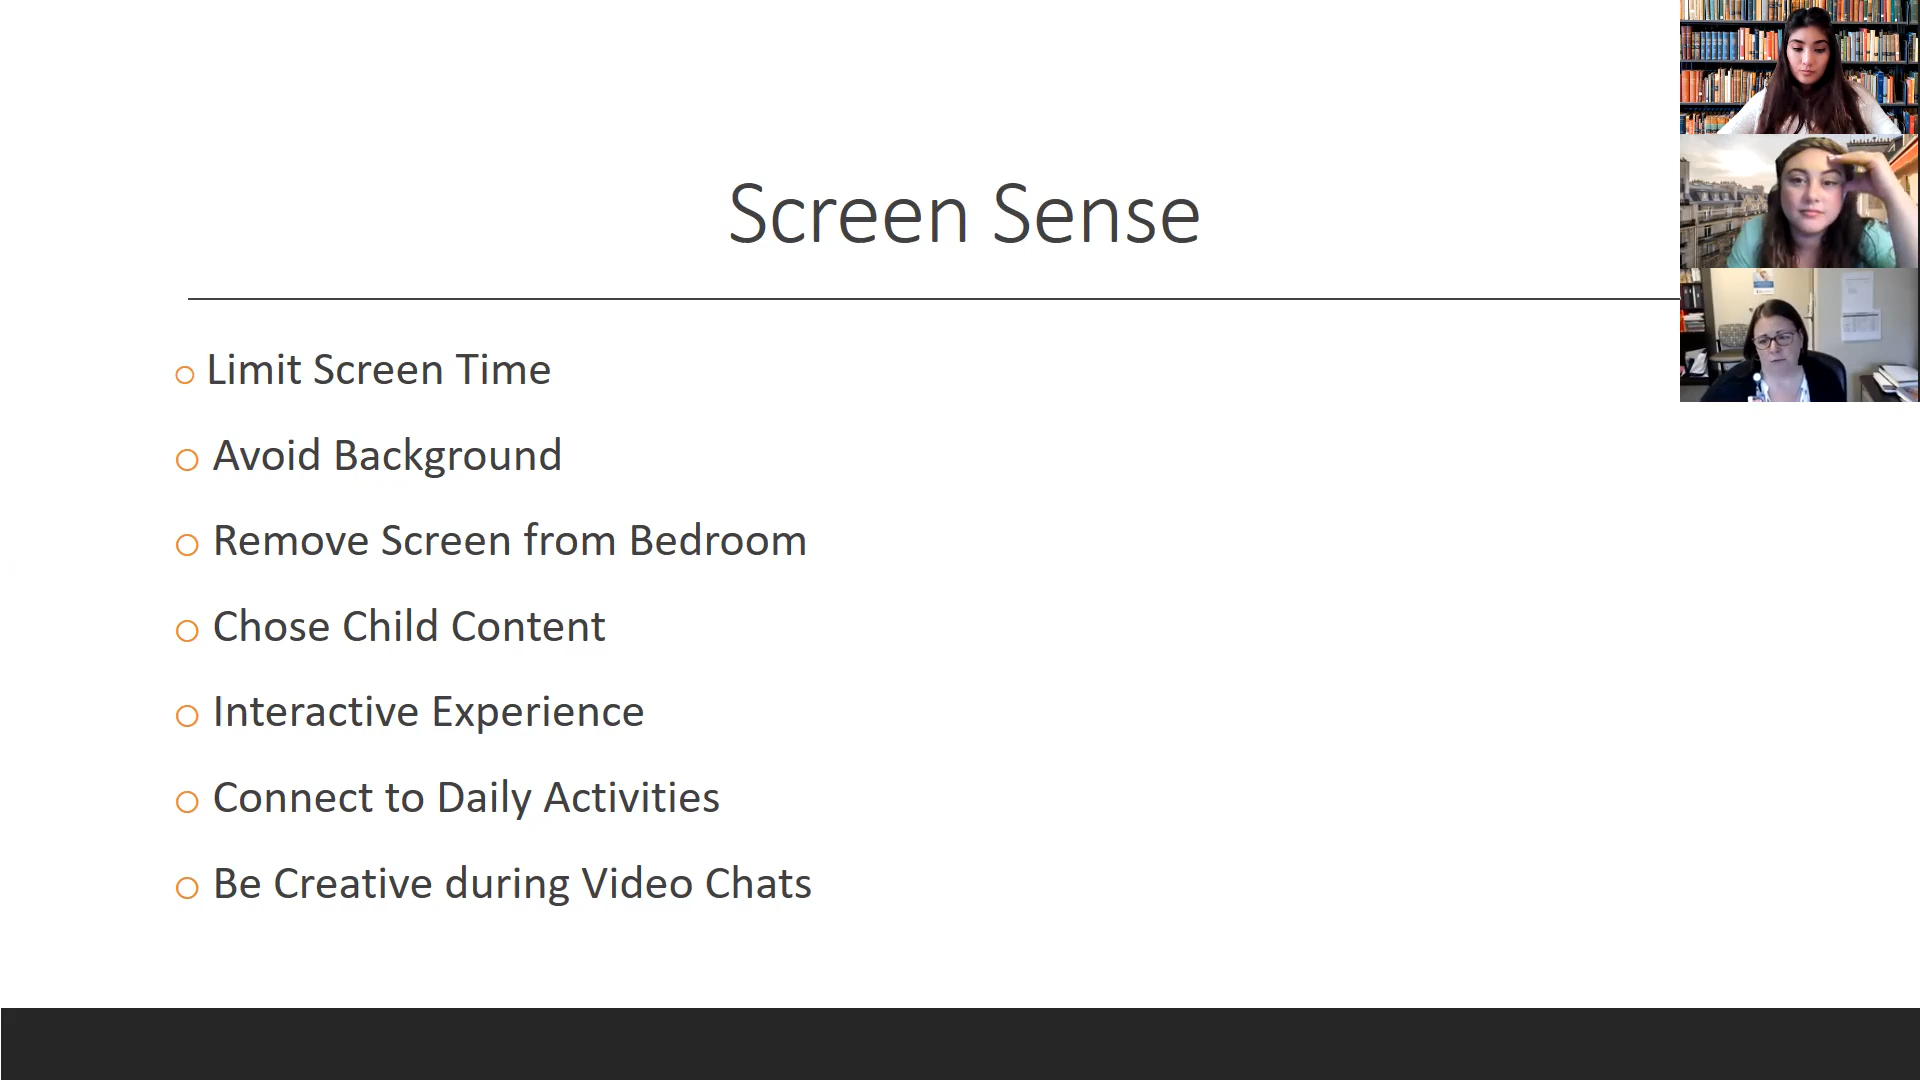 Screen Sense
Limit Screen Time
Avoid Background
Remove Screen from Bedroom
Chose Child Content
Interactive Experience
Connect to Daily Activities
Be Creative during Video Chats